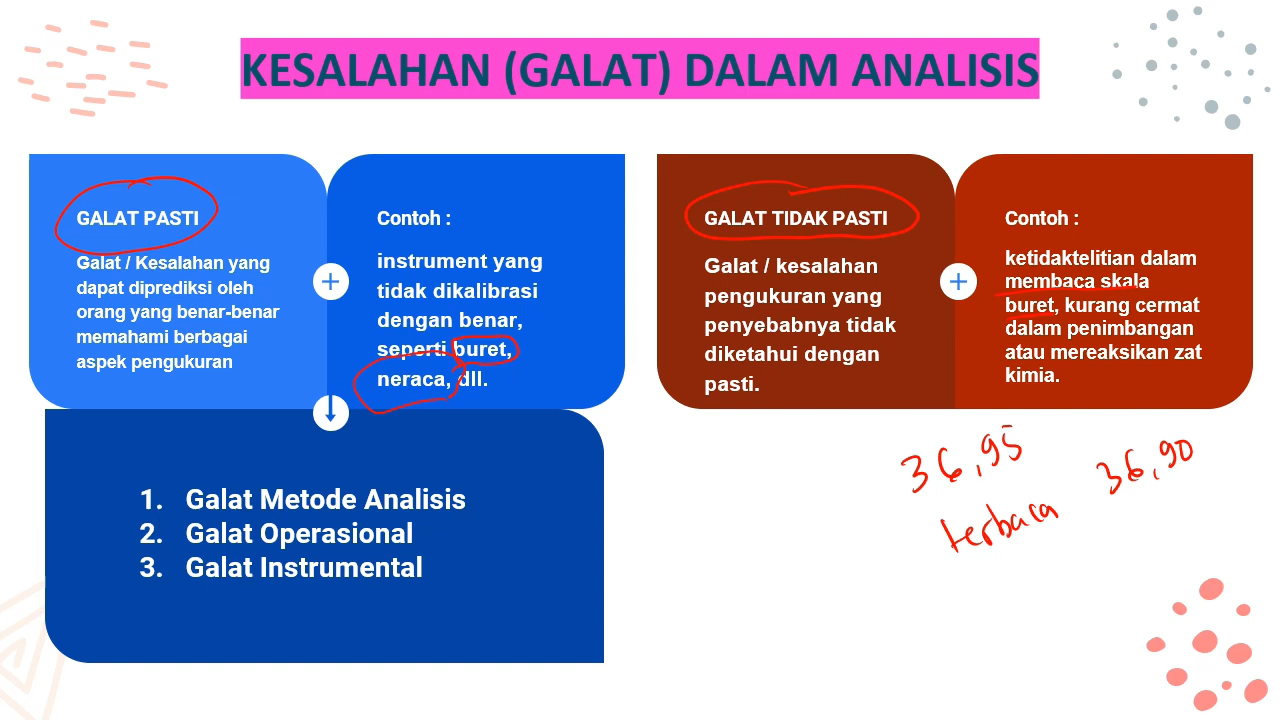 KESALAHAN (GALAT) DALAM ANALISIS
GALAT PASTI
Galat / Kesalahan yang
dapat diprediksi oleh
orang yang benar-benar
memahami berbagai
aspek pengukuran
Contoh :
instrument yang
tidak dikalibrasi
dengan benar,
seperti buret,
neraca, dll.
1. Galat Metode Analisis
2. Galat Operasional
3. Galat Instrumental
GALAT TIDAK PASTI
Galat / kesalahan
pengukuran yang
penyebabnya tidak
diketahui dengan
pasti.
Contoh :
ketidaktelitian dalam
membaca skala
buret, kurang cermat
dalam penimbangan
atau mereaksikan zat
kimia.
36,95
terbaca 36,90